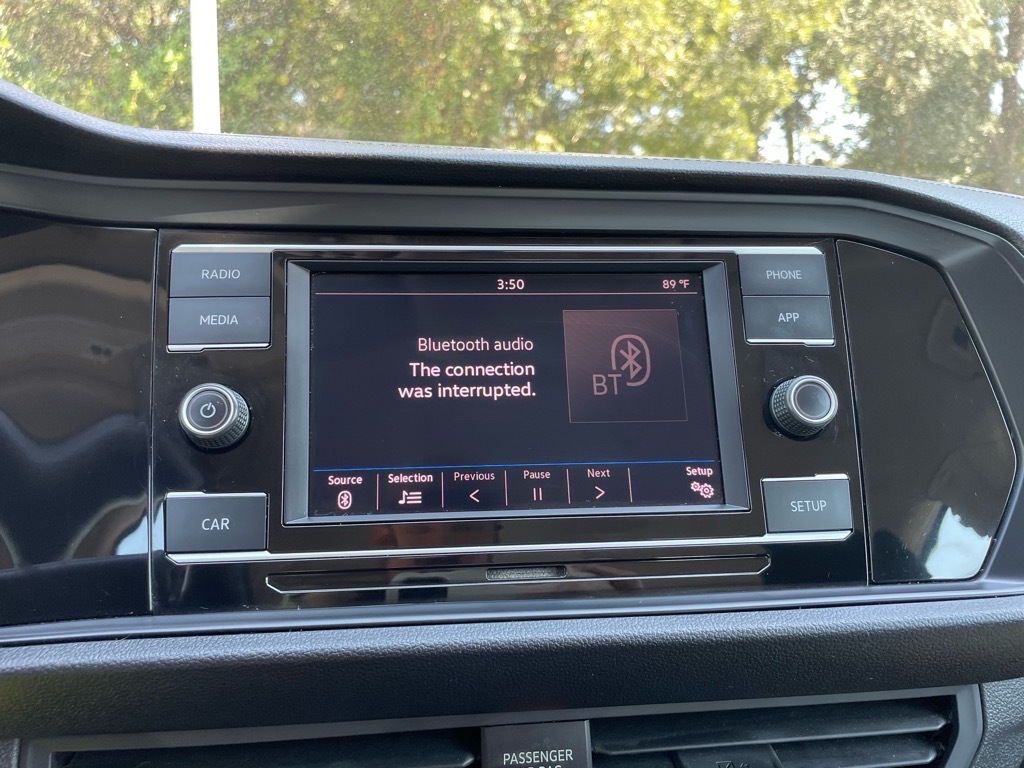 RADIO
MEDIA
CAR
3:50
89 °F
Bluetooth audio
The connection
was interrupted.
BT
Source
Selection
Previous
Pause
Next
Setup
PHONE
APP
SETUP
PASSENGER